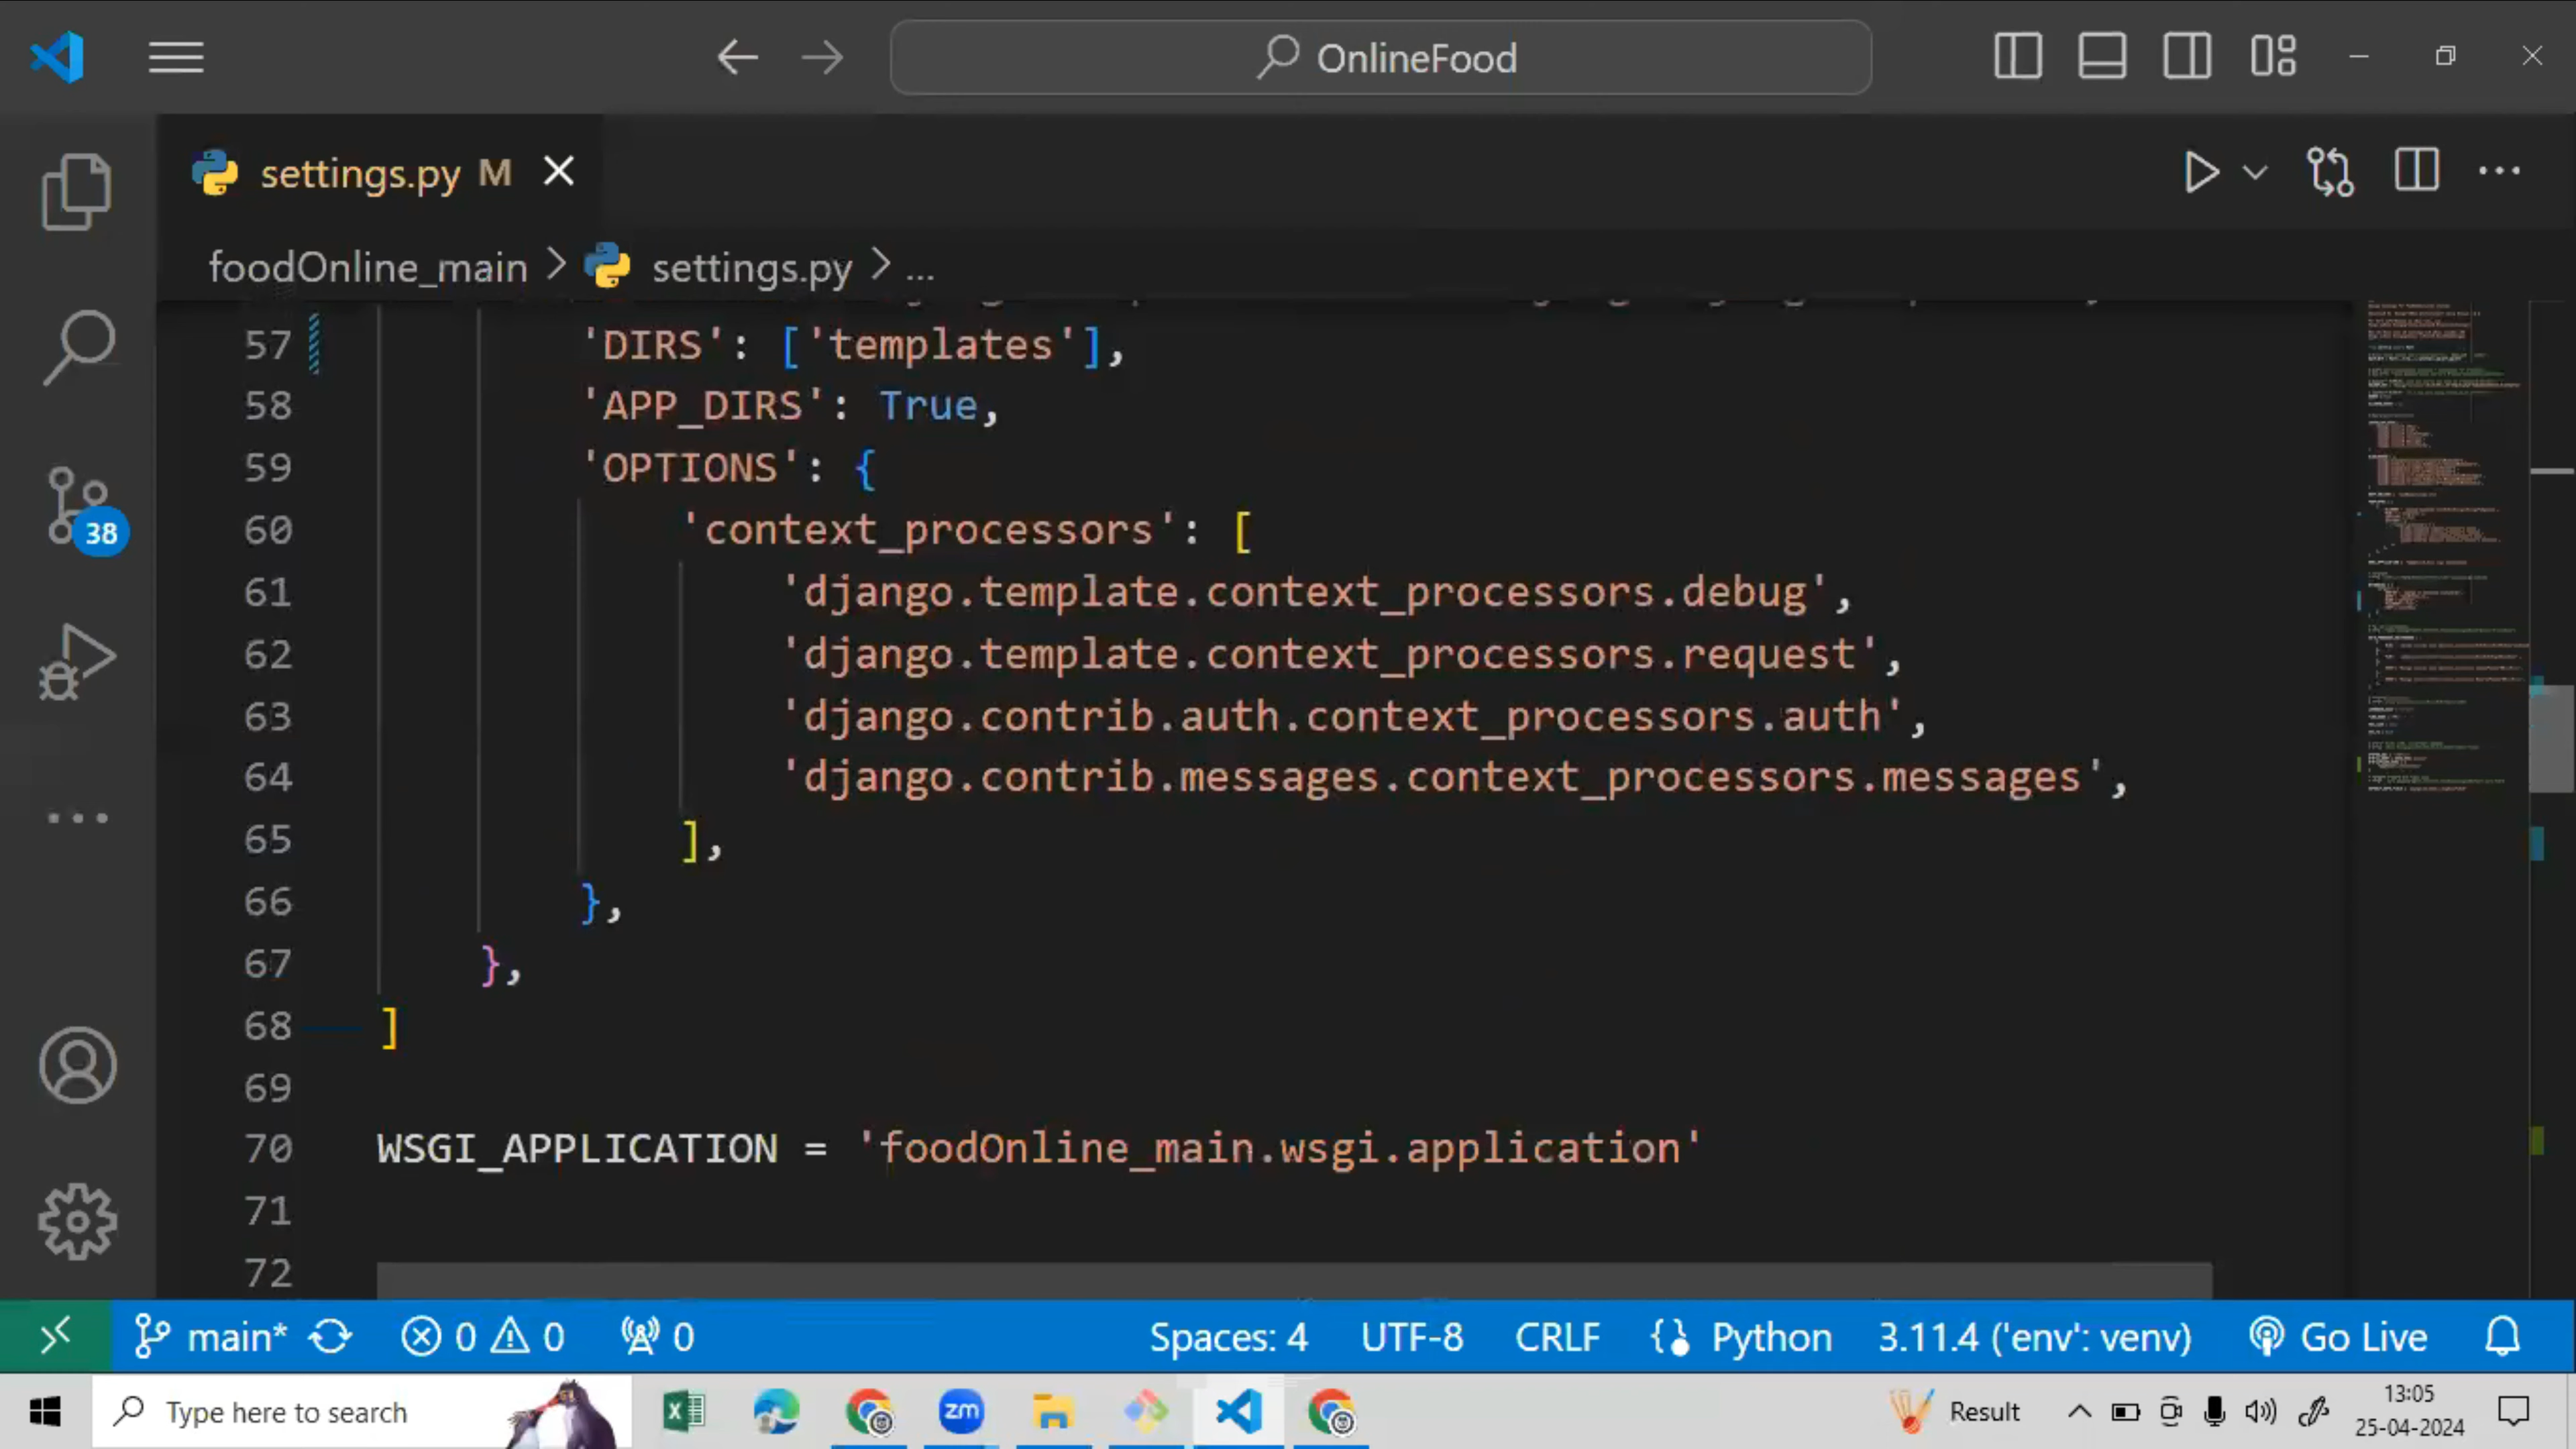 OnlineFood
settings.py M
foodOnline_main > settings.py > ...
57 'DIRS': ['templates'],
58 'APP_DIRS': True,
59 'OPTIONS': {
60 'context_processors': [
61 'django.template.context_processors.debug',
62 'django.template.context_processors.request',
63 'django.contrib.auth.context_processors.auth',
64 'django.contrib.messages.context_processors.messages',
65 ],
66 },
67 },
68 ]
69
70 WSGI_APPLICATION = 'foodOnline_main.wsgi.application'
71
72
38
main* 0 0 0 Spaces: 4 UTF-8 CRLF Python 3.11.4 ('env': venv) Go Live
Type here to search zm Result 13:05
25-04-2024